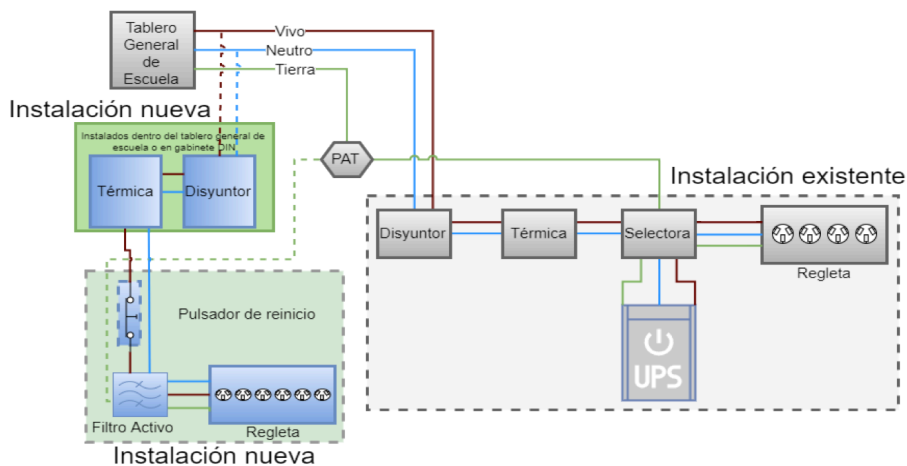 Tablero
General
de
Escuela
Vivo
Neutro
Tierra
Instalación nueva
Instalados dentro del tablero general de
escuela o en gabinete DIN
Térmica
Disyuntor
PAT
Instalación existente
Disyuntor
Térmica
Selectora
Regleta
UPS
Pulsador de reinicio
Filtro Activo
Regleta
Instalación nueva